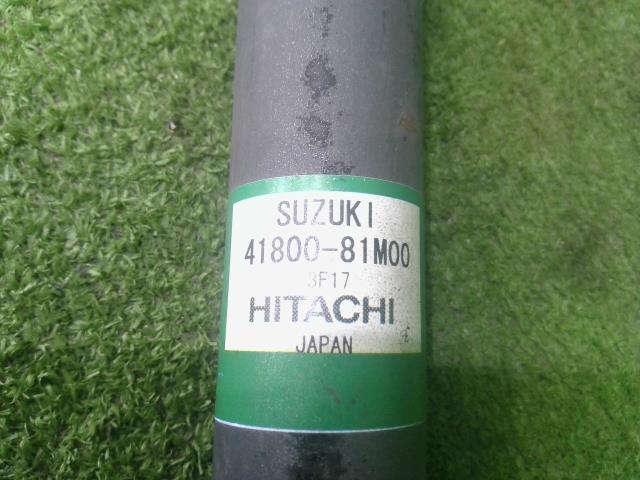 SUZUKI
41800-81M00
3F17
HITACHI
JAPAN